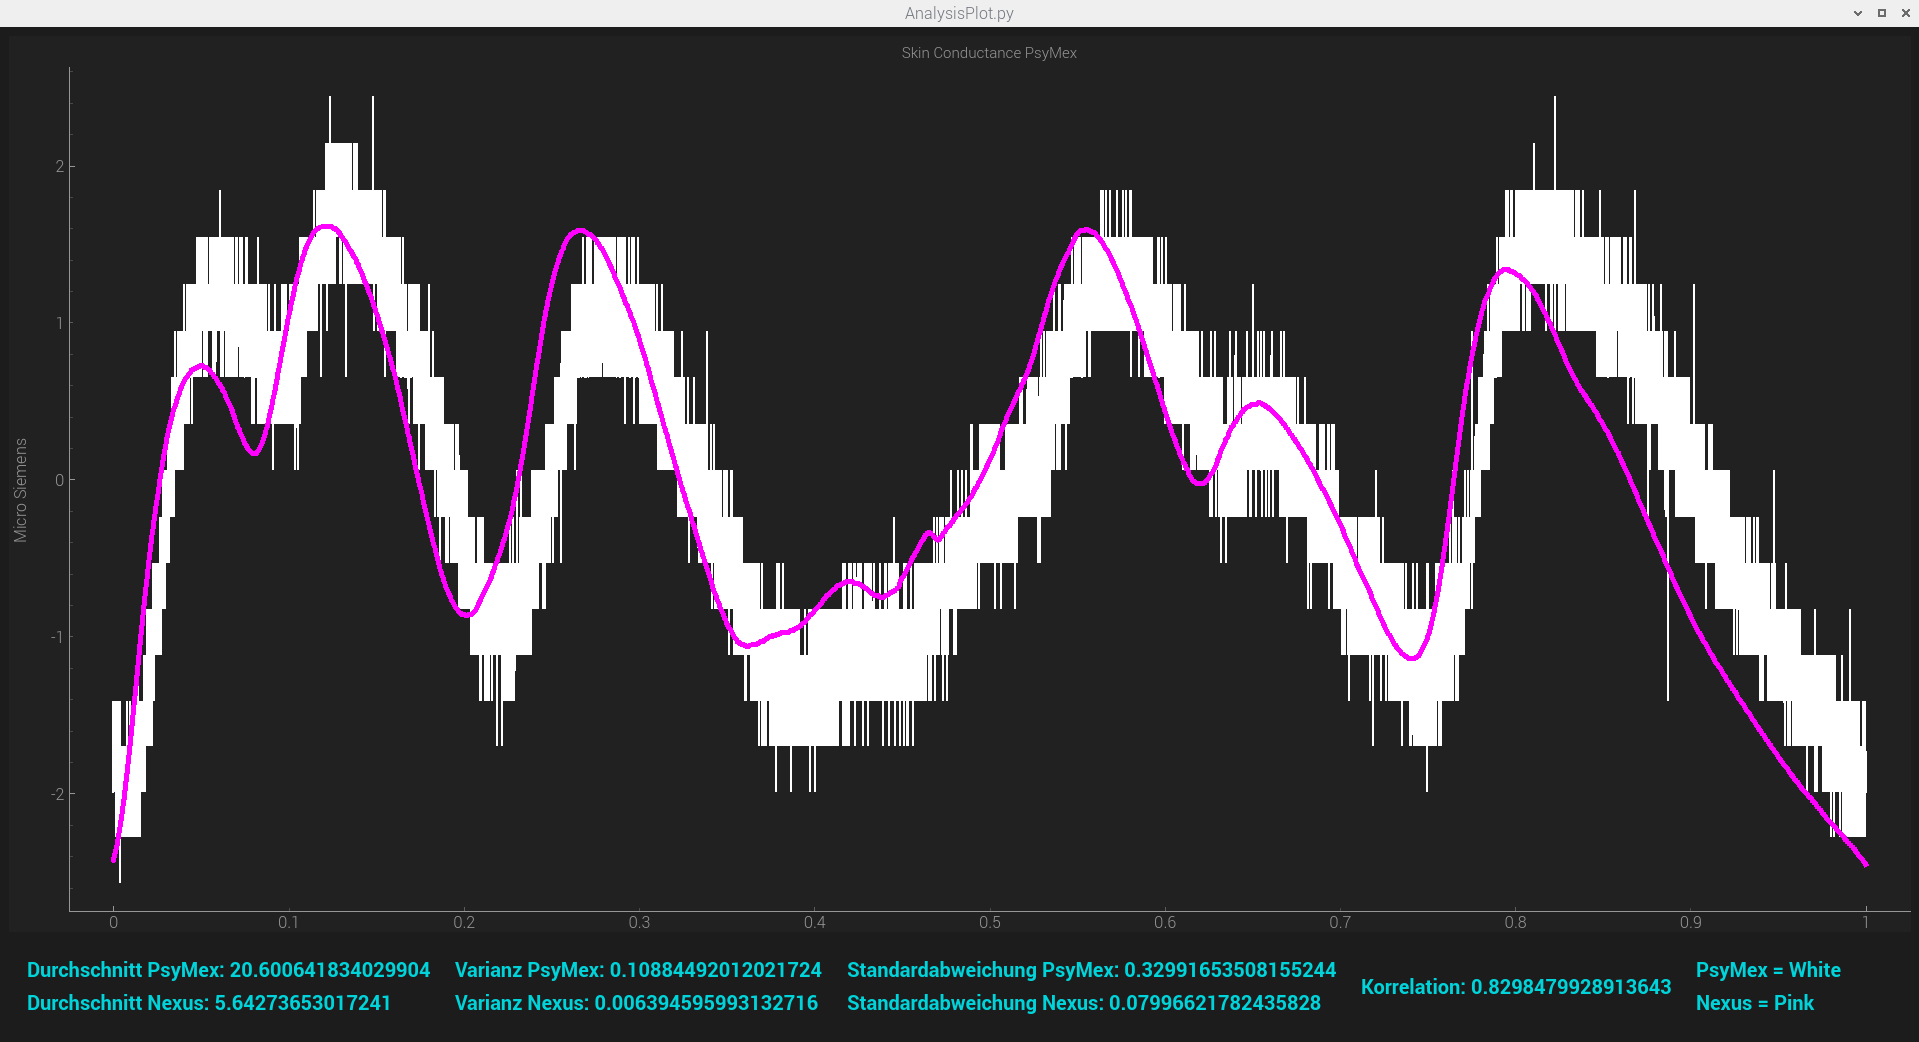 AnalysisPlot.py
Skin Conductance PsyMex
Micro Siemens
2
1
0
-1
-2
0 0.1 0.2 0.3 0.4 0.5 0.6 0.7 0.8 0.9 1
Durchschnitt PsyMex: 20.600641834029904 Varianz PsyMex: 0.10884492012021724 Standardabweichung PsyMex: 0.32991653508155244 PsyMex = White
Korrelation: 0.8298479928913643
Durchschnitt Nexus: 5.64273653017241 Varianz Nexus: 0.006394595993132716 Standardabweichung Nexus: 0.07996621782435828 Nexus = Pink